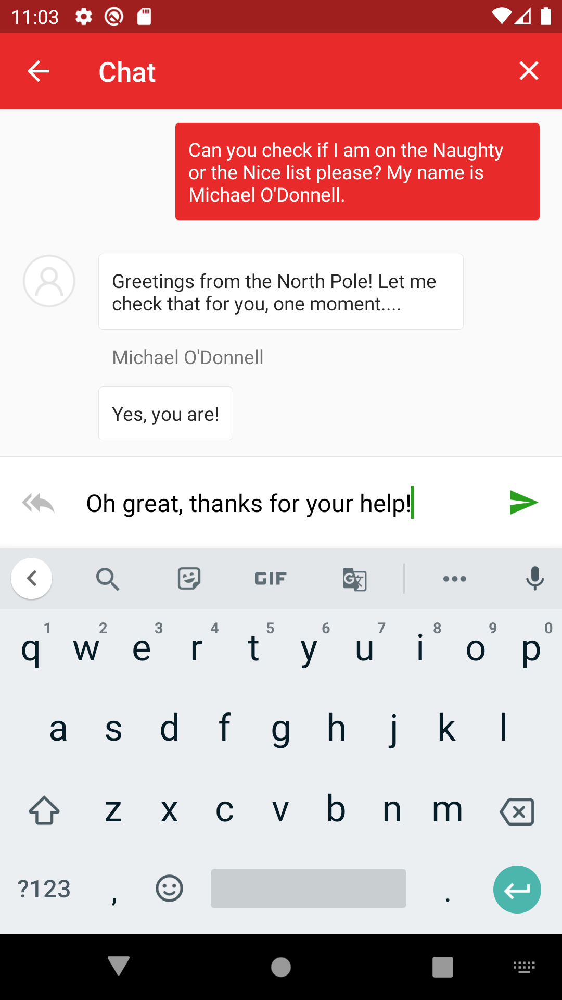 11:03
Chat
Can you check if I am on the Naughty
or the Nice list please? My name is
Michael O'Donnell.
Greetings from the North Pole! Let me
check that for you, one moment....
Michael O'Donnell
Yes, you are!
Oh great, thanks for your help!
GIF
1 2 3 4 5 6 7 8 9 0
q w e r t y u i o p
a s d f g h j k l
z x c v b n m
?123 , .